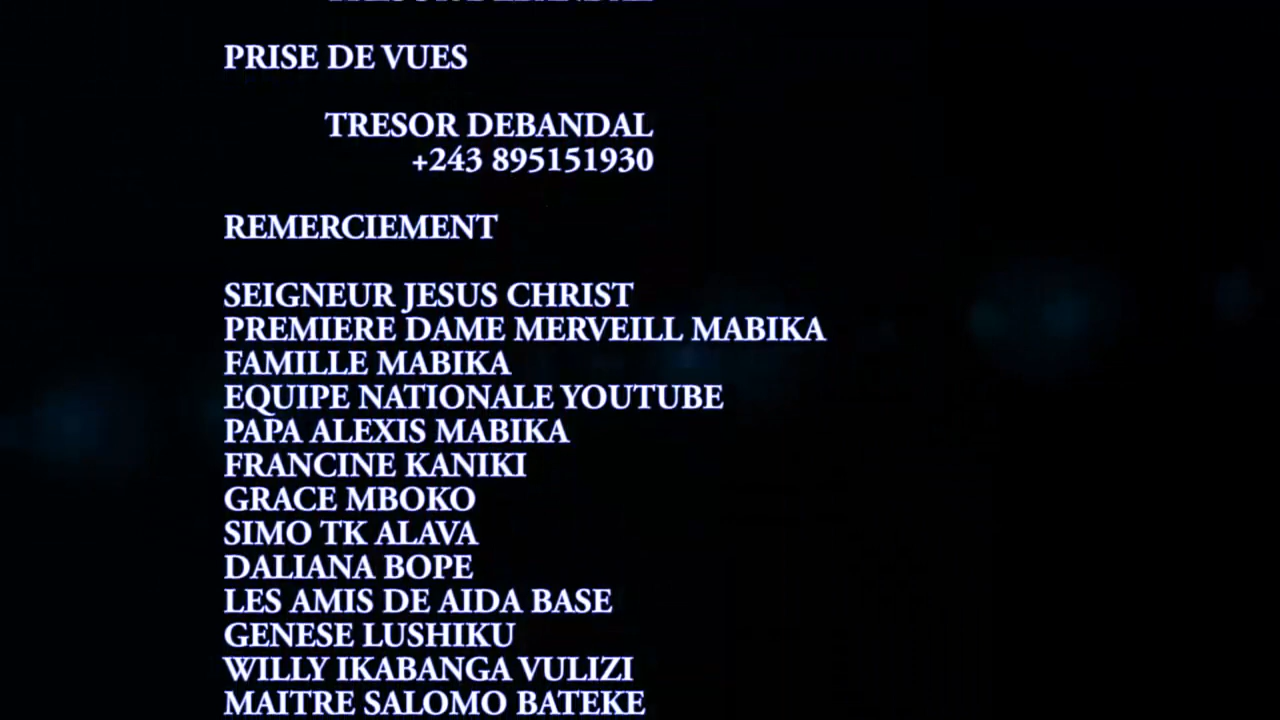 TRESOR DEBANDAL
PRISE DE VUES
TRESOR DEBANDAL
+243 895151930
REMERCIEMENT
SEIGNEUR JESUS CHRIST
PREMIERE DAME MERVEILL MABIKA
FAMILLE MABIKA
EQUIPE NATIONALE YOUTUBE
PAPA ALEXIS MABIKA
FRANCINE KANIKI
GRACE MBOKO
SIMO TK ALAVA
DALIANA BOPE
LES AMIS DE AIDA BASE
GENESE LUSHIKU
WILLY IKABANGA VULIZI
MAITRE SALOMO BATEKE